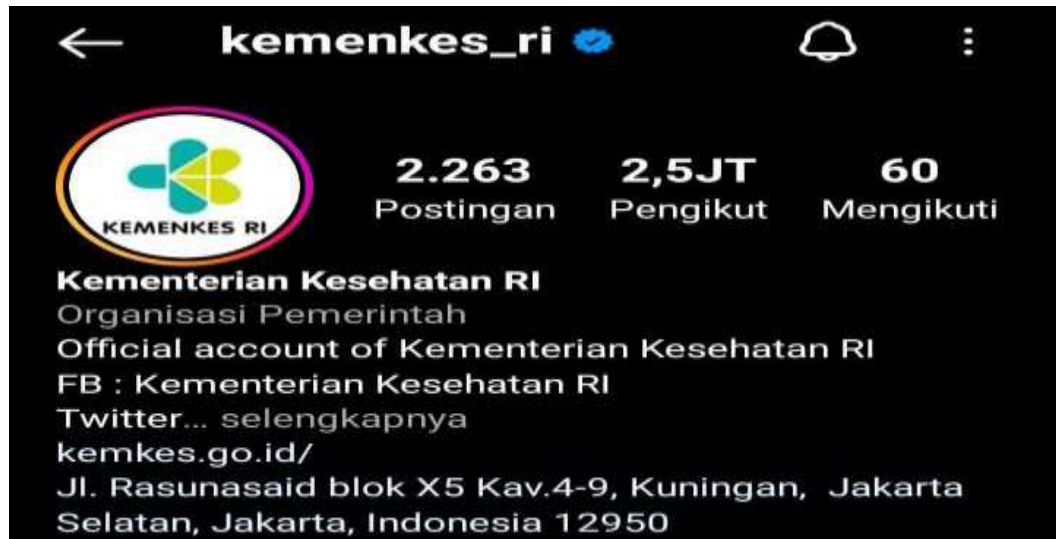 kemenkes_ri
KEMENKES RI
2.263 2,5JT 60
Postingan Pengikut Mengikuti
Kementerian Kesehatan RI
Organisasi Pemerintah
Official account of Kementerian Kesehatan RI
FB : Kementerian Kesehatan RI
Twitter... selengkapnya
kemkes.go.id/
Jl. Rasunasaid blok X5 Kav.4-9, Kuningan, Jakarta
Selatan, Jakarta, Indonesia 12950